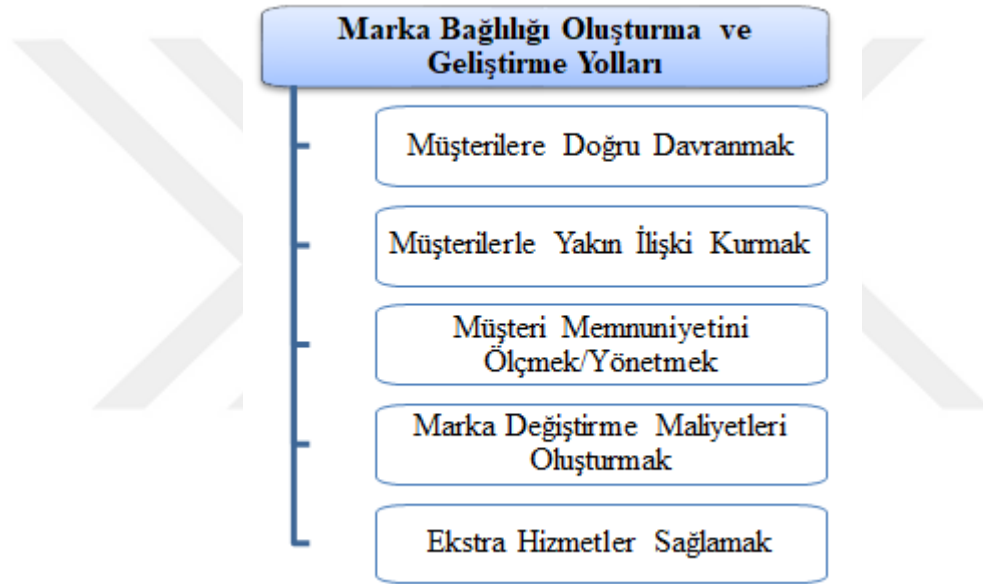 Marka Bağlılığı Oluşturma ve
Geliştirme Yolları
Müşterilere Doğru Davranmak
Müşterilerle Yakın İlişki Kurmak
Müşteri Memnuniyetini
Ölçmek/Yönetmek
Marka Değiştirme Maliyetleri
Oluşturmak
Ekstra Hizmetler Sağlamak